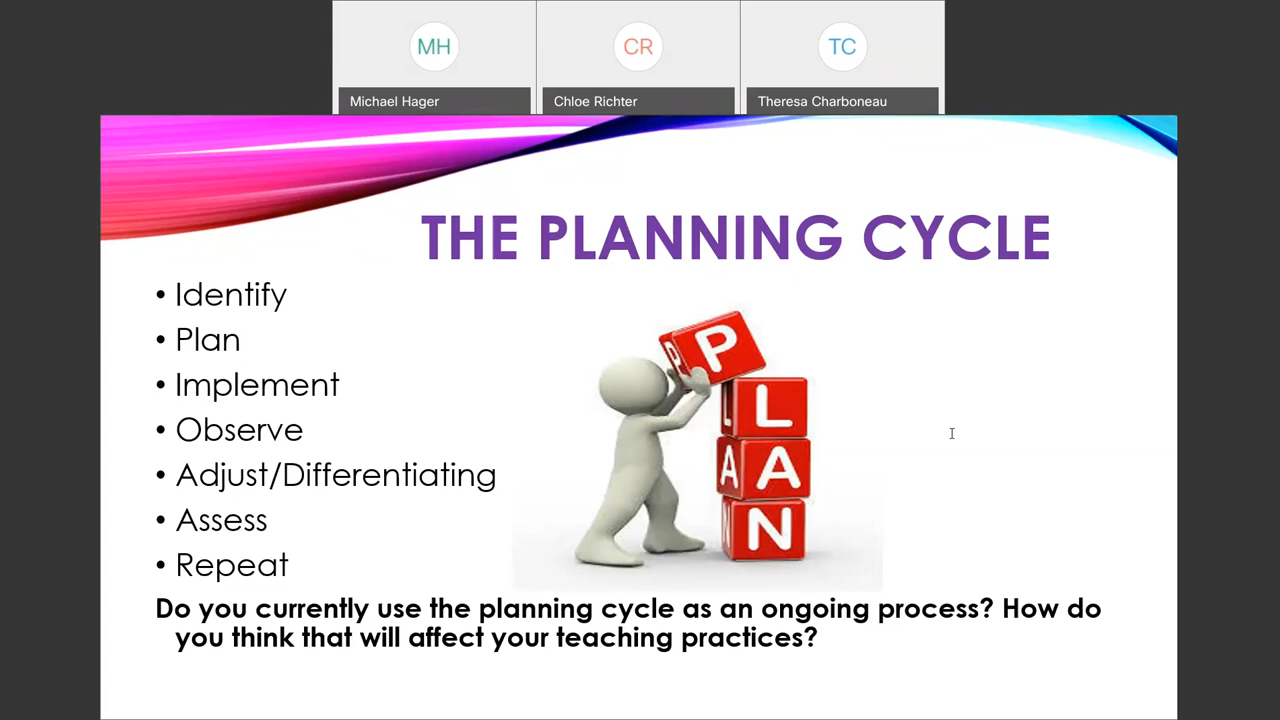 MH
CR
TC
Michael Hager
Chloe Richter
Theresa Charboneau
THE PLANNING CYCLE
• Identify
• Plan
• Implement
• Observe
• Adjust/Differentiating
• Assess
• Repeat
P
P
L
L
A
A
N
N
Do you currently use the planning cycle as an ongoing process? How do
you think that will affect your teaching practices?